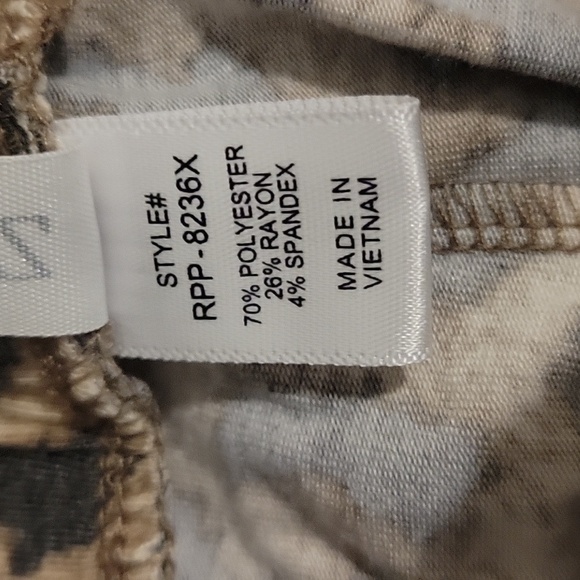 STYLE#
RPP-8236X
70% POLYESTER
26% RAYON
4% SPANDEX
MADE IN
VIETNAM